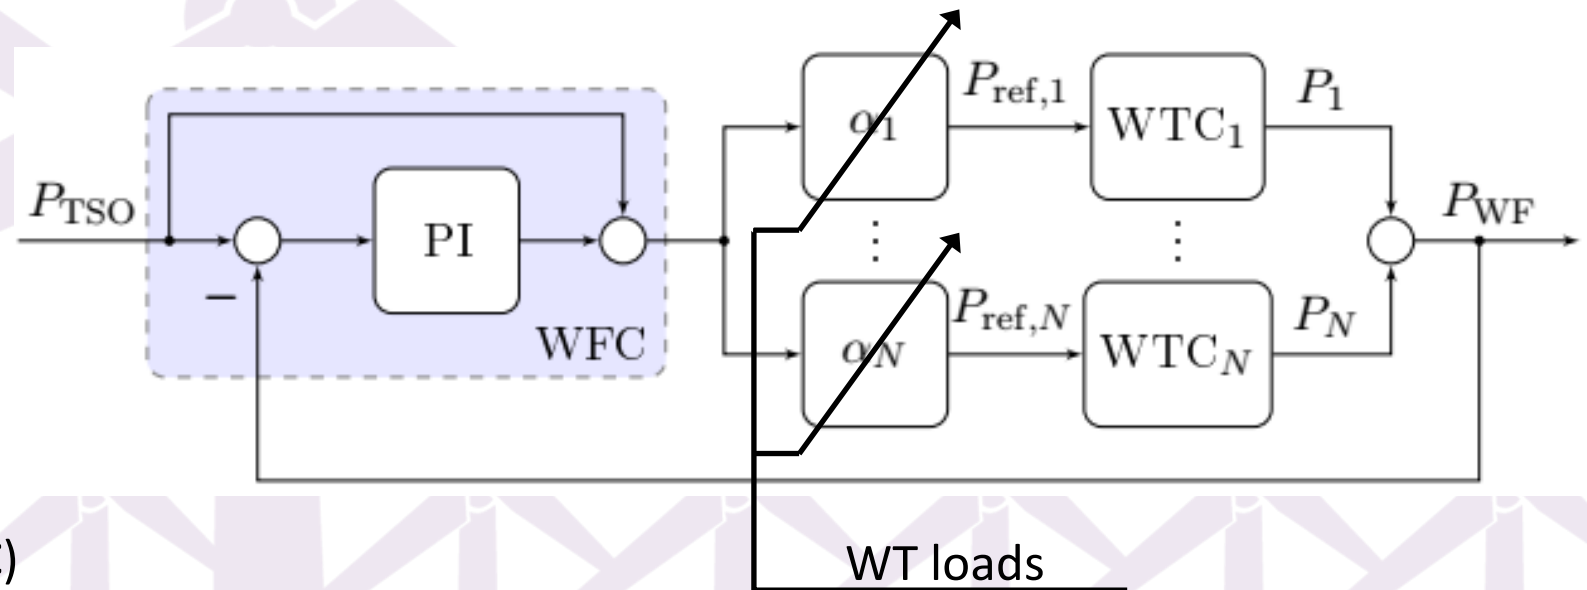 P_TSO
PI
WFC
−
α_1
P_ref,1
WTC_1
P_1
⋮
⋮
P_WF
α_N
P_ref,N
WTC_N
P_N
WT loads
)